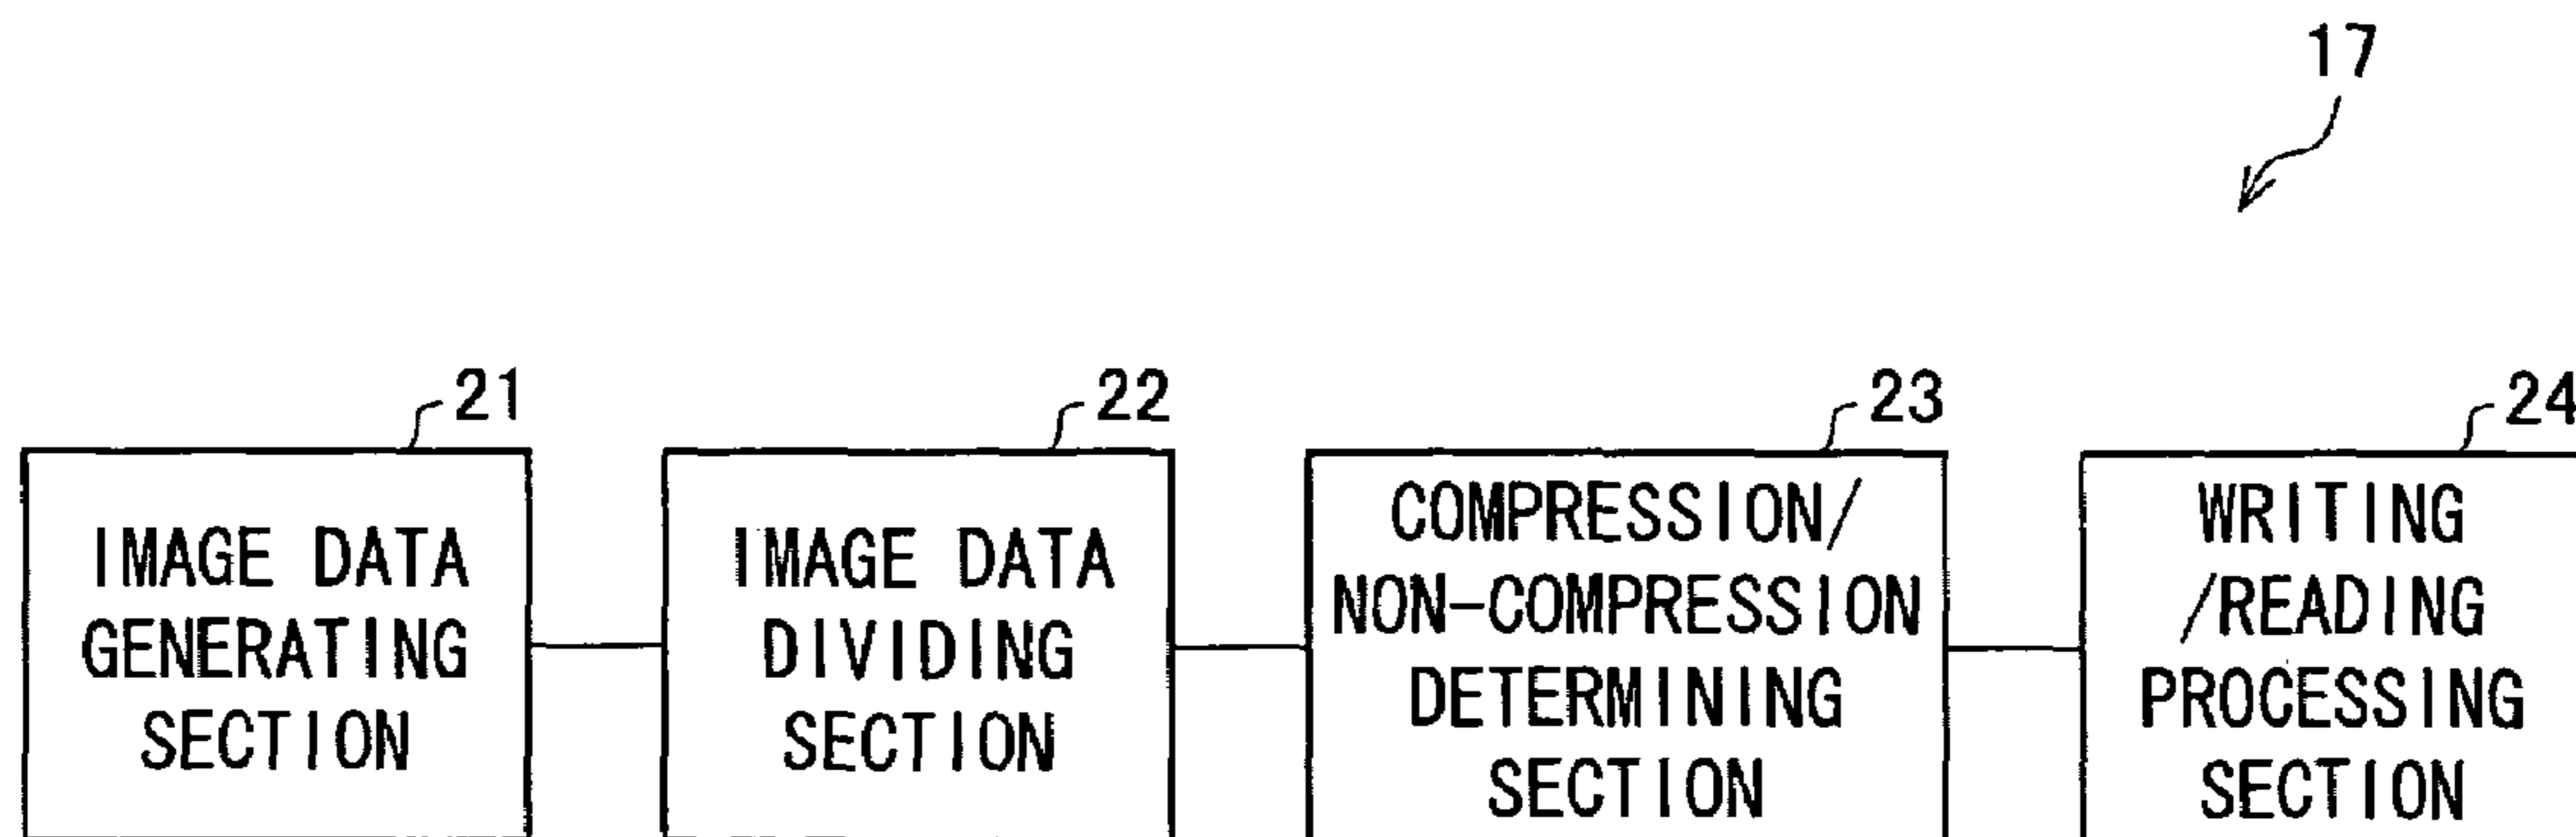 17
21
IMAGE DATA
GENERATING
SECTION
22
IMAGE DATA
DIVIDING
SECTION
23
COMPRESSION/
NON-COMPRESSION
DETERMINING
SECTION
24
WRITING
/READING
PROCESSING
SECTION